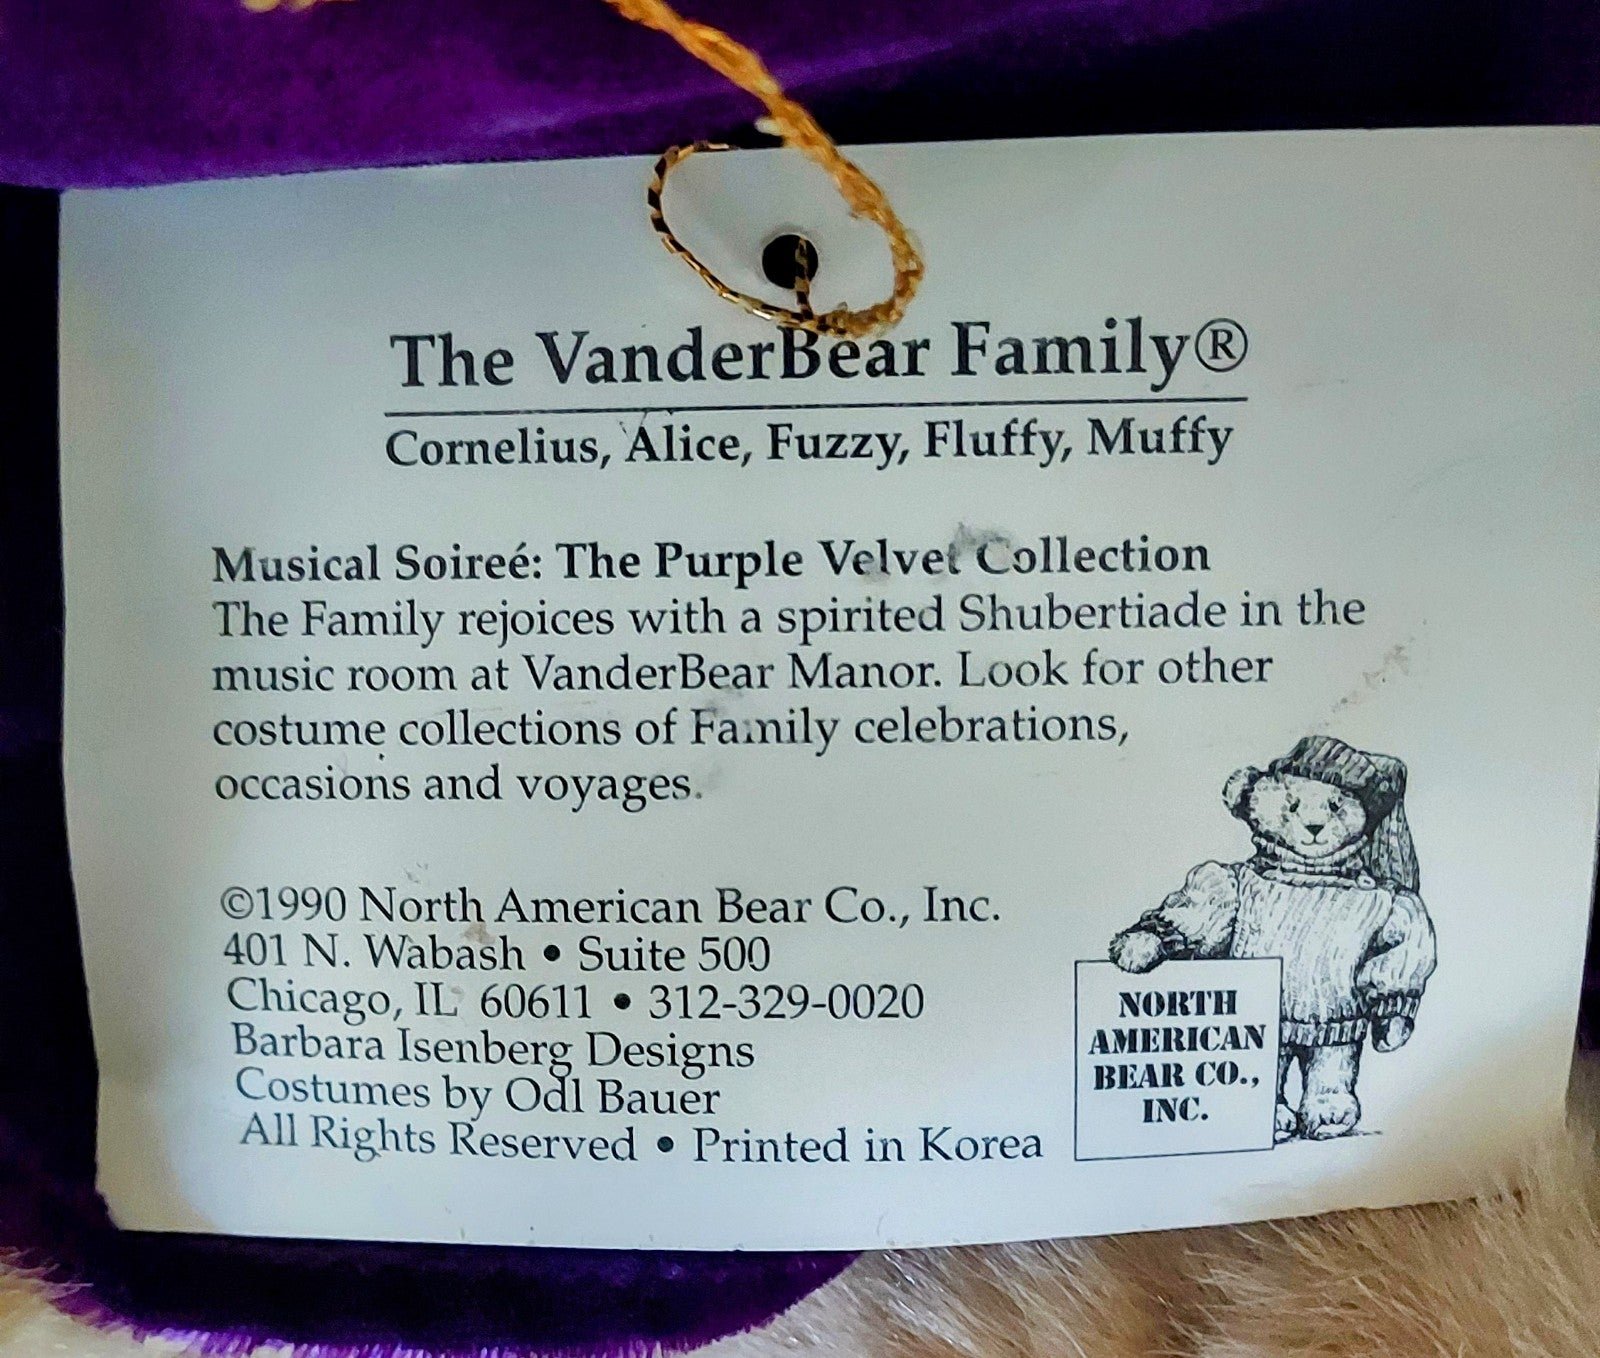 The VanderBear Family®
Cornelius, Alice, Fuzzy, Fluffy, Muffy
Musical Soireé: The Purple Velvet Collection
The Family rejoices with a spirited Shubertiade in the
music room at VanderBear Manor. Look for other
costume collections of Family celebrations,
occasions and voyages.
©1990 North American Bear Co., Inc.
401 N. Wabash • Suite 500
Chicago, IL 60611 • 312-329-0020
Barbara Isenberg Designs
Costumes by Odl Bauer
All Rights Reserved • Printed in Korea
NORTH
AMERICAN
BEAR CO.,
INC.